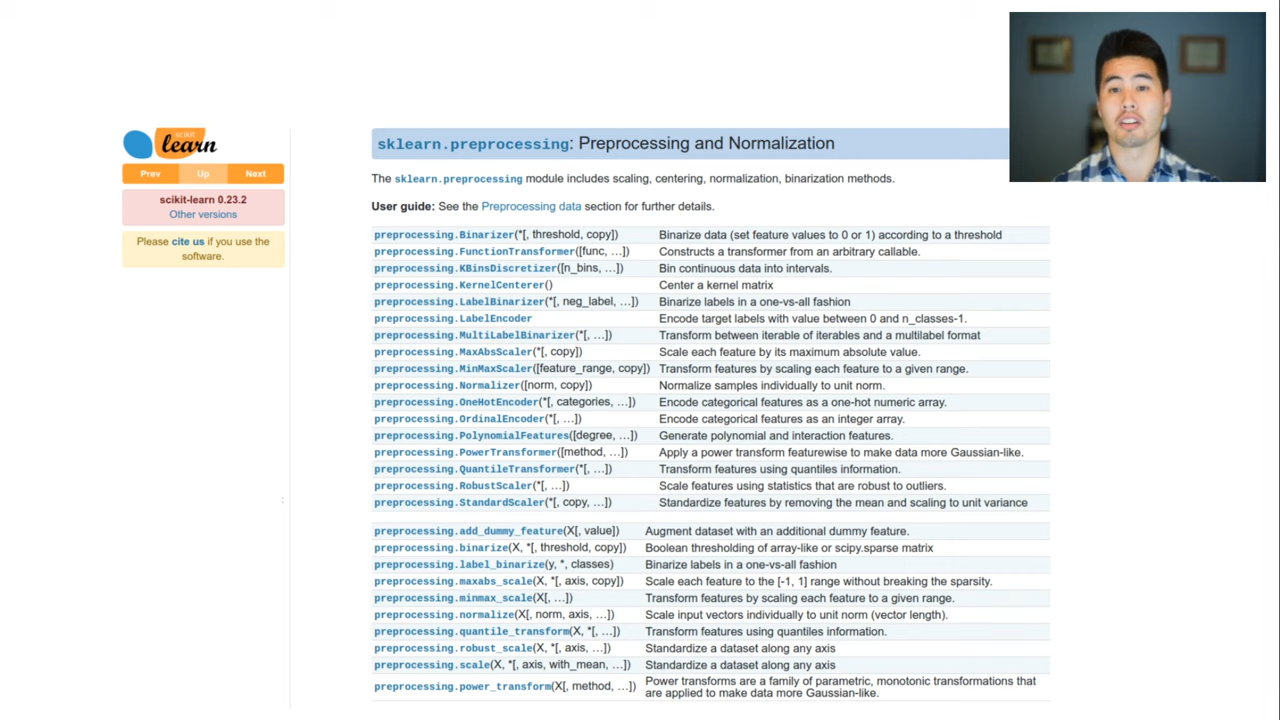 scikit
learn
Prev Up Next
scikit-learn 0.23.2
Other versions
Please cite us if you use the
software.
sklearn.preprocessing: Preprocessing and Normalization
The sklearn.preprocessing module includes scaling, centering, normalization, binarization methods.
User guide: See the Preprocessing data section for further details.
preprocessing.Binarizer(*[, threshold, copy]) Binarize data (set feature values to 0 or 1) according to a threshold
preprocessing.FunctionTransformer([func, …]) Constructs a transformer from an arbitrary callable.
preprocessing.KBinsDiscretizer([n_bins, …]) Bin continuous data into intervals.
preprocessing.KernelCenterer() Center a kernel matrix
preprocessing.LabelBinarizer(*[, neg_label, …]) Binarize labels in a one-vs-all fashion
preprocessing.LabelEncoder Encode target labels with value between 0 and n_classes-1.
preprocessing.MultiLabelBinarizer(*[, …]) Transform between iterable of iterables and a multilabel format
preprocessing.MaxAbsScaler(*[, copy]) Scale each feature by its maximum absolute value.
preprocessing.MinMaxScaler([feature_range, copy]) Transform features by scaling each feature to a given range.
preprocessing.Normalizer([norm, copy]) Normalize samples individually to unit norm.
preprocessing.OneHotEncoder(*[, categories, …]) Encode categorical features as a one-hot numeric array.
preprocessing.OrdinalEncoder(*[, …]) Encode categorical features as an integer array.
preprocessing.PolynomialFeatures([degree, …]) Generate polynomial and interaction features.
preprocessing.PowerTransformer([method, …]) Apply a power transform featurewise to make data more Gaussian-like.
preprocessing.QuantileTransformer(*[, …]) Transform features using quantiles information.
preprocessing.RobustScaler(*[, …]) Scale features using statistics that are robust to outliers.
preprocessing.StandardScaler(*[, copy, …]) Standardize features by removing the mean and scaling to unit variance
preprocessing.add_dummy_feature(X[, value]) Augment dataset with an additional dummy feature.
preprocessing.binarize(X, *[, threshold, copy]) Boolean thresholding of array-like or scipy.sparse matrix
preprocessing.label_binarize(y, *, classes) Binarize labels in a one-vs-all fashion
preprocessing.maxabs_scale(X, *[, axis, copy]) Scale each feature to the [-1, 1] range without breaking the sparsity.
preprocessing.minmax_scale(X[, …]) Transform features by scaling each feature to a given range.
preprocessing.normalize(X[, norm, axis, …]) Scale input vectors individually to unit norm (vector length).
preprocessing.quantile_transform(X, *[, …]) Transform features using quantiles information.
preprocessing.robust_scale(X, *[, axis, …]) Standardize a dataset along any axis
preprocessing.scale(X, *[, axis, with_mean, …]) Standardize a dataset along any axis
preprocessing.power_transform(X[, method, …]) Power transforms are a family of parametric, monotonic transformations that
are applied to make data more Gaussian-like.